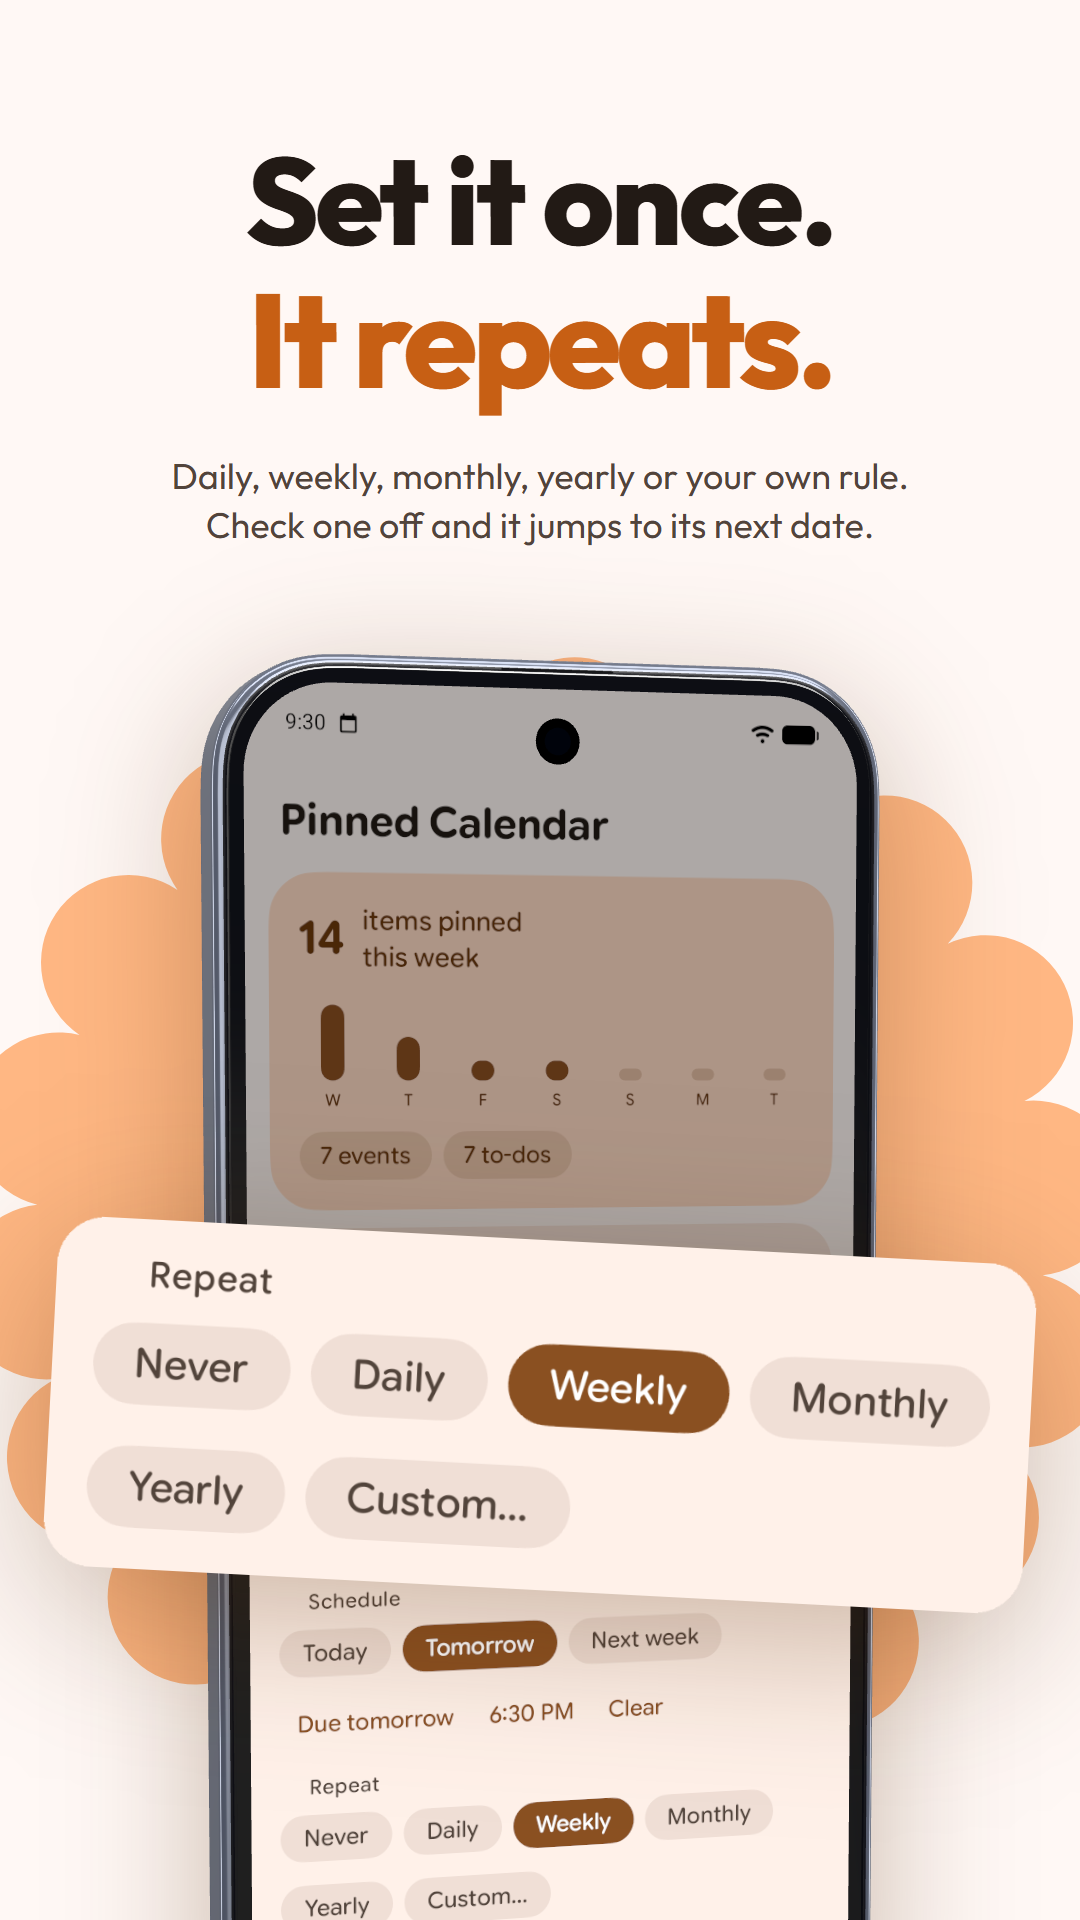 Set it once.
It repeats.
Daily, weekly, monthly, yearly or your own rule.
Check one off and it jumps to its next date.
9:30
Pinned Calendar
14 items pinned
this week
W T F S S M T
7 events 7 to-dos
Repeat
Never Daily Weekly Monthly
Yearly Custom...
Schedule
Today Tomorrow Next week
Due tomorrow 6:30 PM Clear
Repeat
Never Daily Weekly Monthly
Yearly Custom...